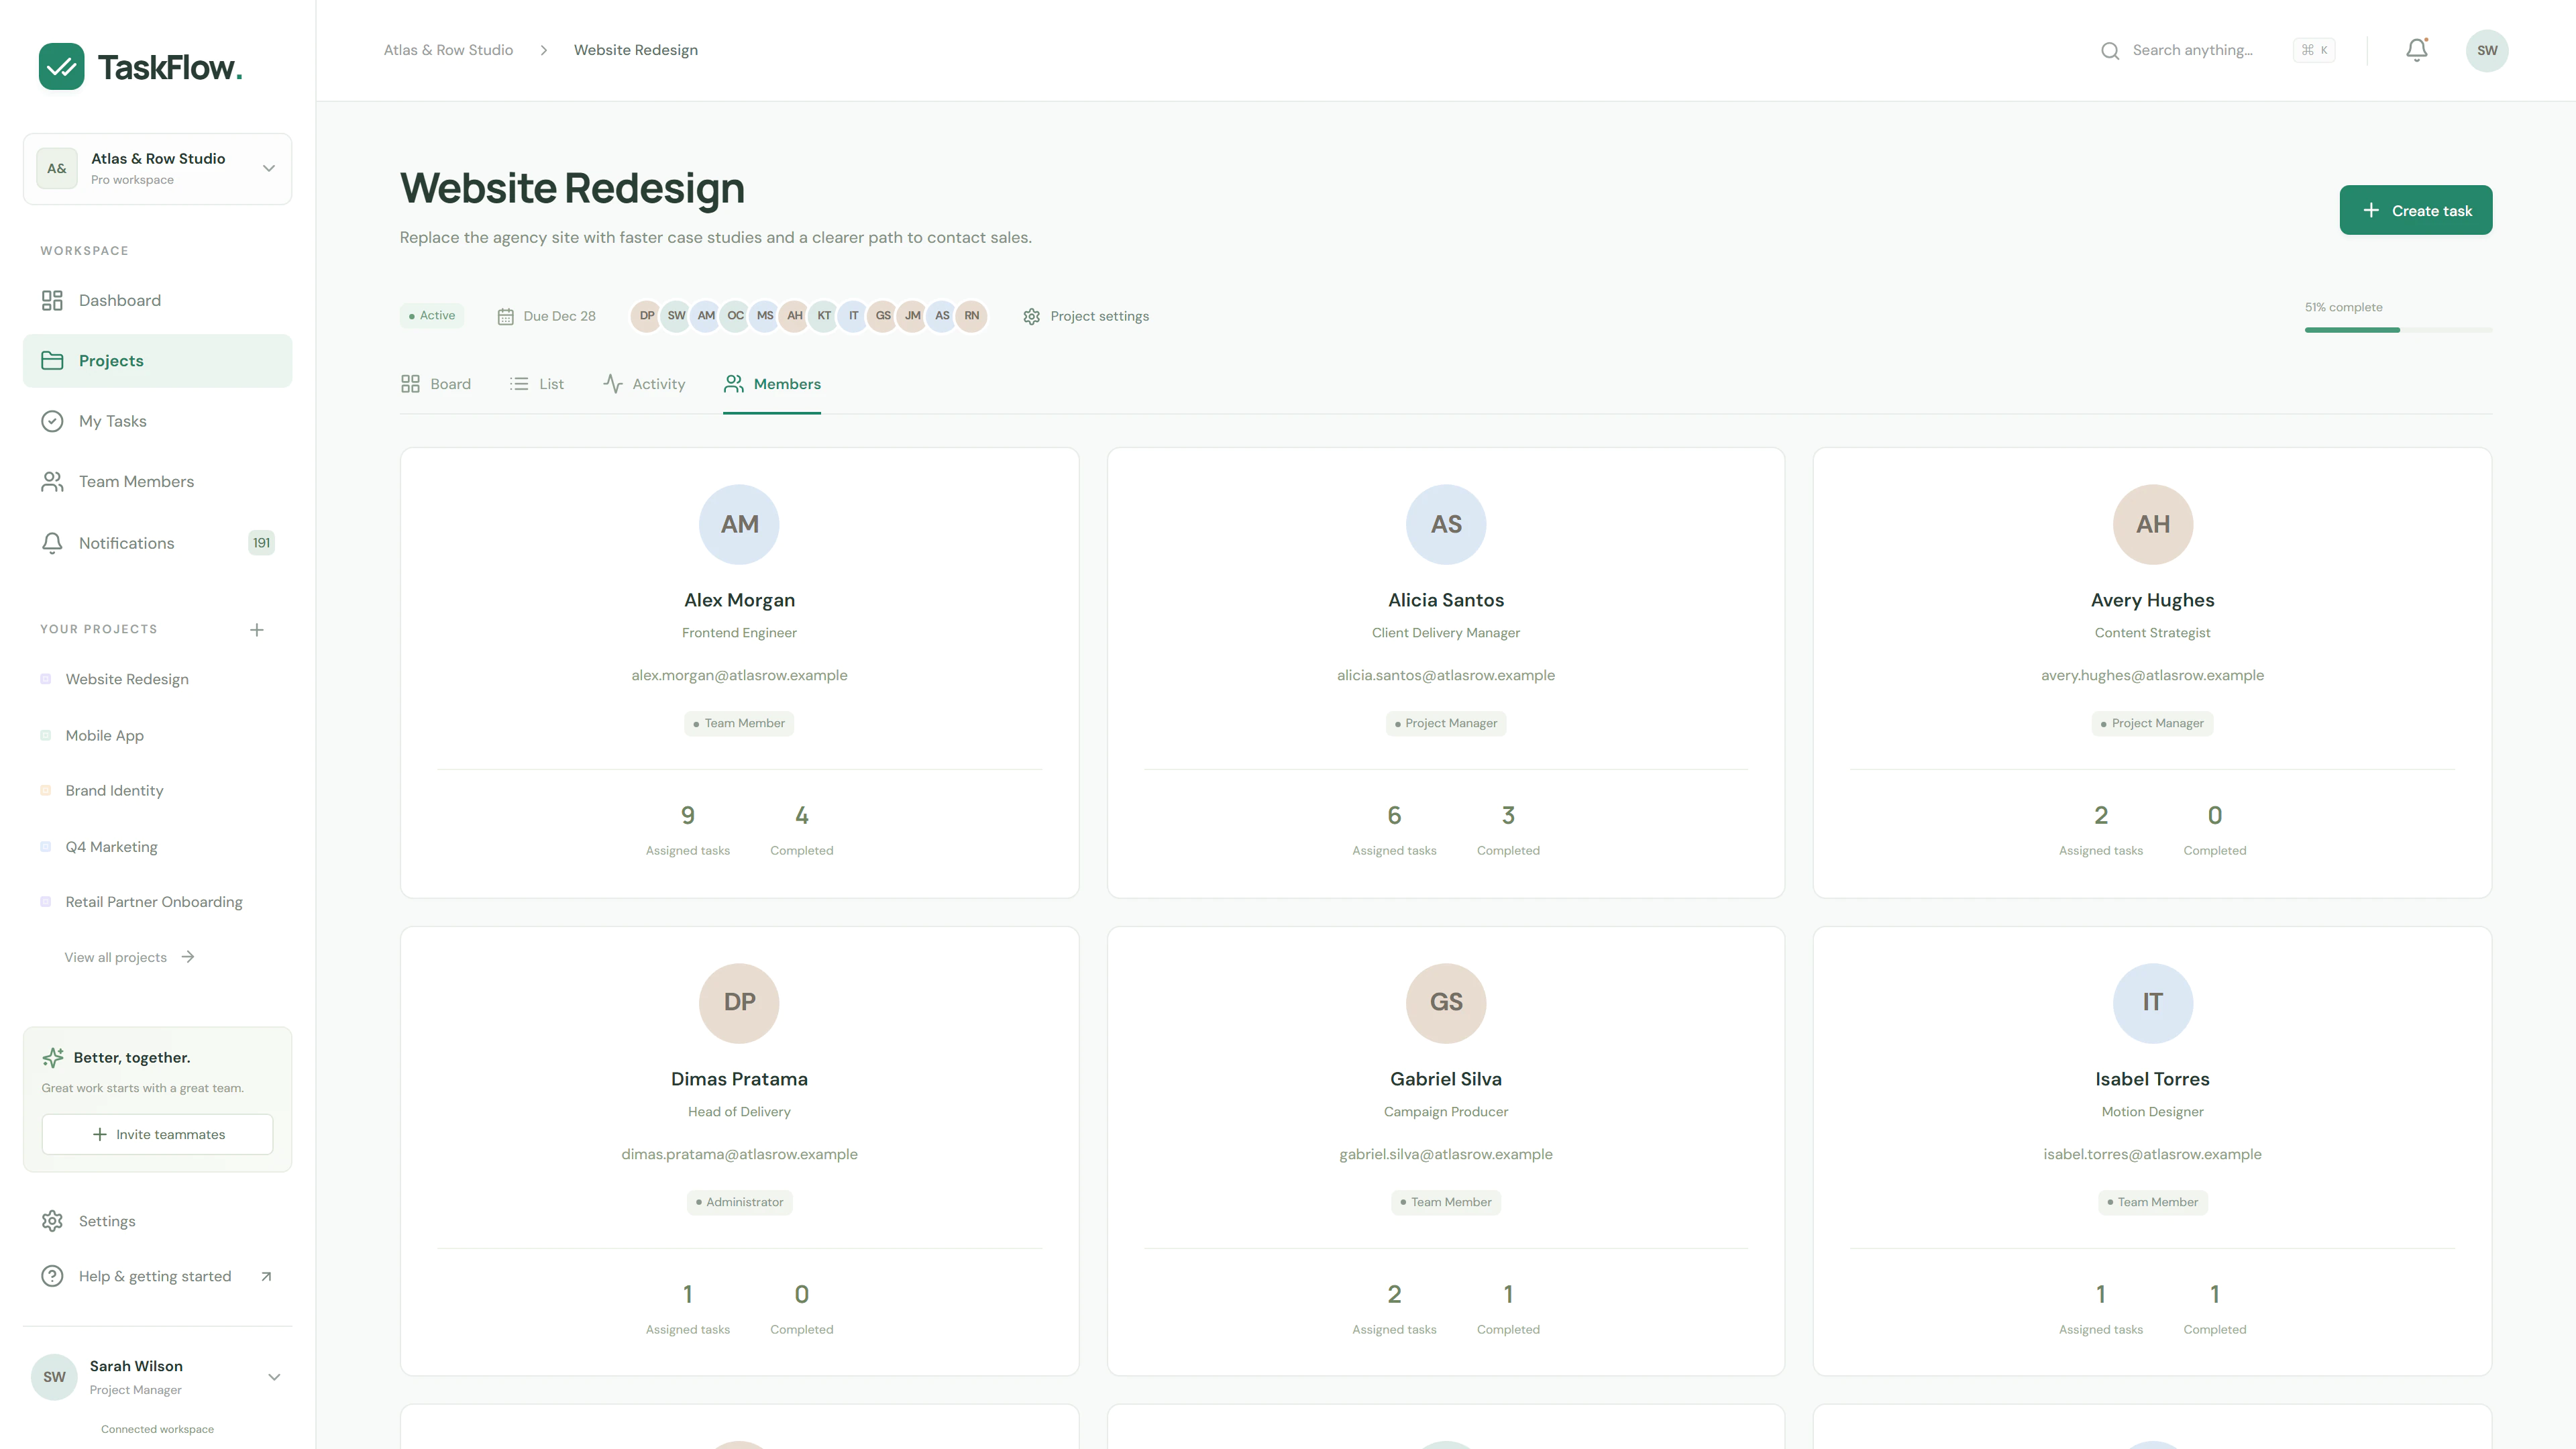 TaskFlow.
A&
Atlas & Row Studio
Pro workspace
WORKSPACE
Dashboard
Projects
My Tasks
Team Members
Notifications 191
YOUR PROJECTS
Website Redesign
Mobile App
Brand Identity
Q4 Marketing
Retail Partner Onboarding
View all projects
Better, together.
Great work starts with a great team.
Invite teammates
Settings
Help & getting started
SW
Sarah Wilson
Project Manager
Connected workspace
Atlas & Row Studio Website Redesign
Search anything... ⌘ K
SW
Website Redesign
Replace the agency site with faster case studies and a clearer path to contact sales.
Create task
Active Due Dec 28 DP SW AM OC MS AH KT IT GS JM AS RN Project settings
51% complete
Board List Activity Members
AM
Alex Morgan
Frontend Engineer
alex.morgan@atlasrow.example
Team Member
9 4
Assigned tasks Completed
AS
Alicia Santos
Client Delivery Manager
alicia.santos@atlasrow.example
Project Manager
6 3
Assigned tasks Completed
AH
Avery Hughes
Content Strategist
avery.hughes@atlasrow.example
Project Manager
2 0
Assigned tasks Completed
DP
Dimas Pratama
Head of Delivery
dimas.pratama@atlasrow.example
Administrator
1 0
Assigned tasks Completed
GS
Gabriel Silva
Campaign Producer
gabriel.silva@atlasrow.example
Team Member
2 1
Assigned tasks Completed
IT
Isabel Torres
Motion Designer
isabel.torres@atlasrow.example
Team Member
1 1
Assigned tasks Completed